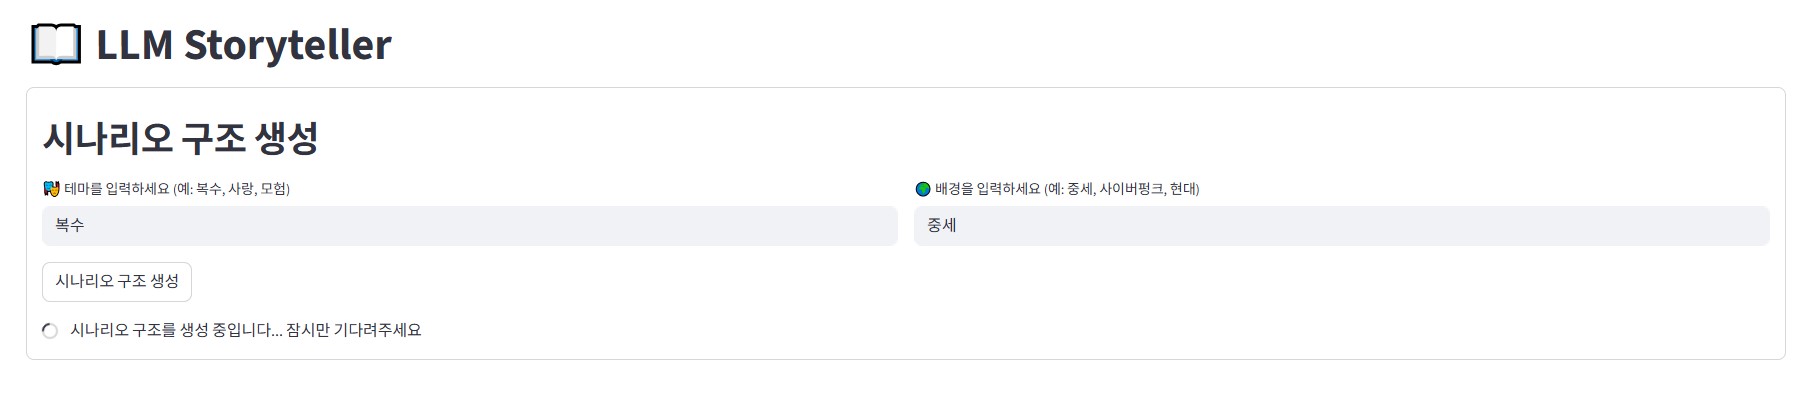 LLM Storyteller
시나리오 구조 생성
테마를 입력하세요 (예: 복수, 사랑, 모험)
복수
배경을 입력하세요 (예: 중세, 사이버펑크, 현대)
중세
시나리오 구조 생성
시나리오 구조를 생성 중입니다... 잠시만 기다려주세요